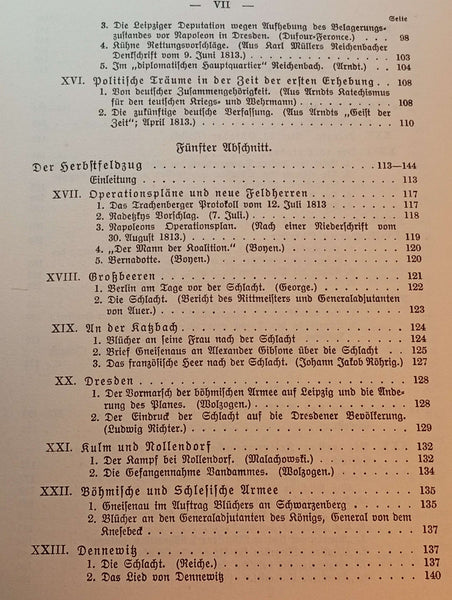 — VII —
Seite
3. Die Leipziger Deputation wegen Aufhebung des Belagerungs-
zustandes vor Napoleon in Dresden. (Dufour-Feronce.) . . . . 98
4. Kühne Rettungsvorschläge. (Aus Karl Müllers Reichenbacher
Denkschrift vom 9. Juni 1813.) . . . . . . . . . . 103
5. Im „diplomatischen Hauptquartier" Reichenbach. (Arndt.) . . . 104
XVI. Politische Träume in der Zeit der ersten Erhebung . . 108
1. Von deutscher Zusammengehörigkeit. (Aus Arndts Katechismus
für den teutschen Kriegs- und Wehrmann) . . . . . . . 108
2. Die zukünftige deutsche Verfassung. (Aus Arndts „Geist der
Zeit"; April 1813.) . . . . . . . . . . . . . 110
Fünfter Abschnitt.
Der Herbstfeldzug . . . . . . . . . . . . 113—144
Einleitung . . . . . . . . . . . . . . . 113
XVII. Operationspläne und neue Feldherren . . . . . . . 117
1. Das Trachenberger Protokoll vom 12. Juli 1813 . . . . . 117
2. Radetzkys Vorschlag. (7. Juli.) . . . . . . . . . . 118
3. Napoleons Operationsplan. (Nach einer Niederschrift vom
30. August 1813.) . . . . . . . . . . . . . 119
4. „Der Mann der Koalition." (Boyen.) . . . . . . . . 120
5. Bernadotte. (Boyen.) . . . . . . . . . . . . 120
XVIII. Großbeeren . . . . . . . . . . . . . . 121
1. Berlin am Tage vor der Schlacht. (George.) . . . . . . 122
2. Die Schlacht. (Bericht des Rittmeisters und Generaladjutanten
von Auer.) . . . . . . . . . . . . . . . 123
XIX. An der Katzbach . . . . . . . . . . . . . 124
1. Blücher an seine Frau nach der Schlacht . . . . . . . 124
2. Brief Gneisenaus an Alexander Gibsone über die Schlacht . . 125
3. Das französische Heer nach der Schlacht. (Johann Jakob Röhrig.) 127
XX. Dresden . . . . . . . . . . . . . . . 128
1. Der Vormarsch der böhmischen Armee auf Leipzig und die Ände-
rung des Planes. (Wolzogen.) . . . . . . . . . . 128
2. Der Eindruck der Schlacht auf die Dresdener Bevölkerung.
(Ludwig Richter.) . . . . . . . . . . . . . 129
XXI. Kulm und Nollendorf . . . . . . . . . . . 132
1. Der Kampf bei Nollendorf. (Malachowski.) . . . . . . 132
2. Die Gefangennahme Vandammes. (Wolzogen.) . . . . . 134
XXII. Böhmische und Schlesische Armee . . . . . . . . 135
1. Gneisenau im Auftrag Blüchers an Schwarzenberg . . . . 135
2. Blücher an den Generaladjutanten des Königs, General von dem
Knesebeck . . . . . . . . . . . . . . . 137
XXIII. Dennewitz . . . . . . . . . . . . . . 137
1. Die Schlacht. (Reiche.) . . . . . . . . . . . 137
2. Das Lied von Dennewitz . . . . . . . . . . . 140